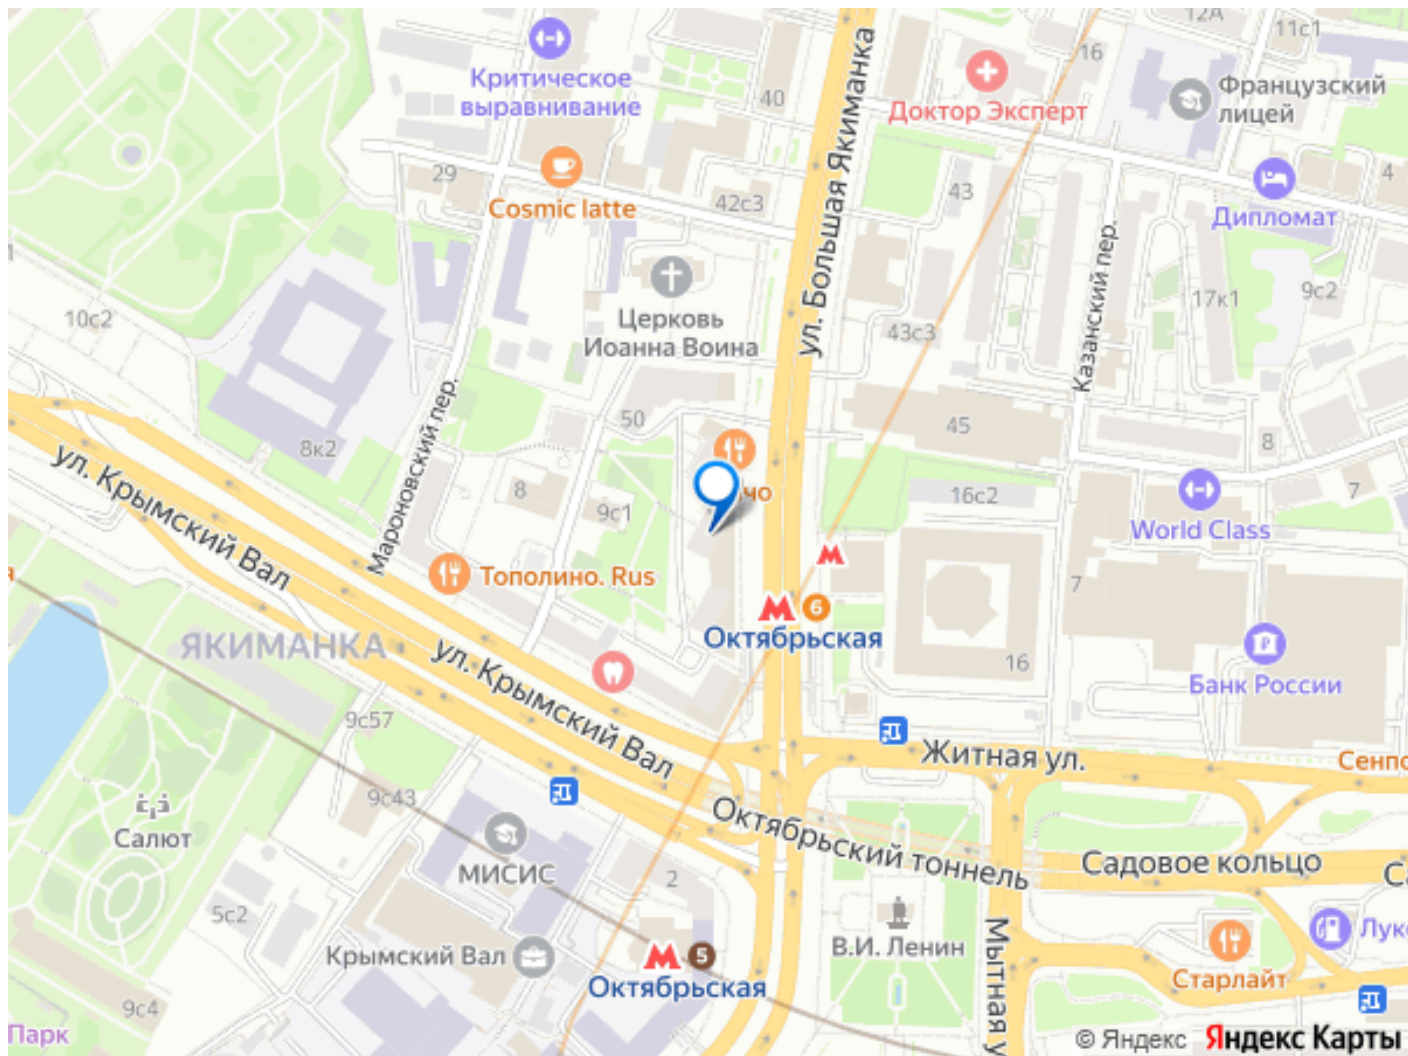 12А
11с1
16
Критическое
выравнивание
40
Доктор Эксперт
Французский
лицей
29
Cosmic latte
42с3
43
4
Дипломат
ул. Большая Якиманка
Казанский пер.
10с2
Церковь
Иоанна Воина
43с3
17к1
9с2
Мароновский пер.
50
45
8
8к2
ул. Крымский Вал
8
9с1
16с2
7
World Class
Тополино. Rus
7
6
Октябрьская
ЯКИМАНКА
ул. Крымский Вал
16
Банк России
9с57
Житная ул.
9с43
Салют
Октябрьский тоннель
Садовое кольцо
МИСИС
2
5с2
Крымский Вал
5
Октябрьская
В.И. Ленин
Мытная
Старлайт
9с4
Парк
© Яндекс Яндекс Карты